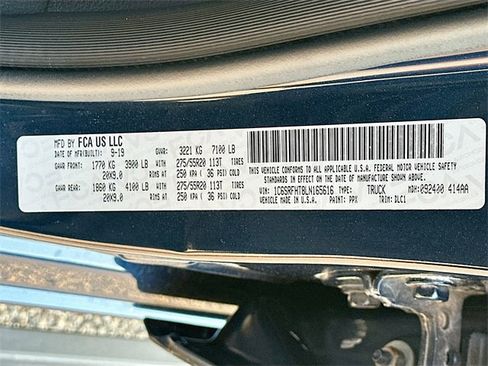 MFD BY FCA US LLC
DATE OF MFR(BUILT): 9-19 GVWR: 3221 KG 7100 LB
GAWR FRONT: 1770 KG 3900 LB WITH 275/55R20 113T TIRES
20X9.0 RIMS AT 250 KPA ( 36 PSI) COLD
GAWR REAR: 1860 KG 4100 LB WITH 275/55R20 113T TIRES
20X9.0 RIMS AT 250 KPA ( 36 PSI) COLD
THIS VEHICLE CONFORMS TO ALL APPLICABLE U.S.A. FEDERAL MOTOR VEHICLE SAFETY
STANDARDS IN EFFECT ON THE DATE OF MANUFACTURE SHOWN ABOVE.
VIN: 1C6SRFHT8LN165616 TYPE: TRUCK MDH: 092400 414AA
VEHICLE MADE IN U.S.A. PAINT: PPX TRIM: DLC1